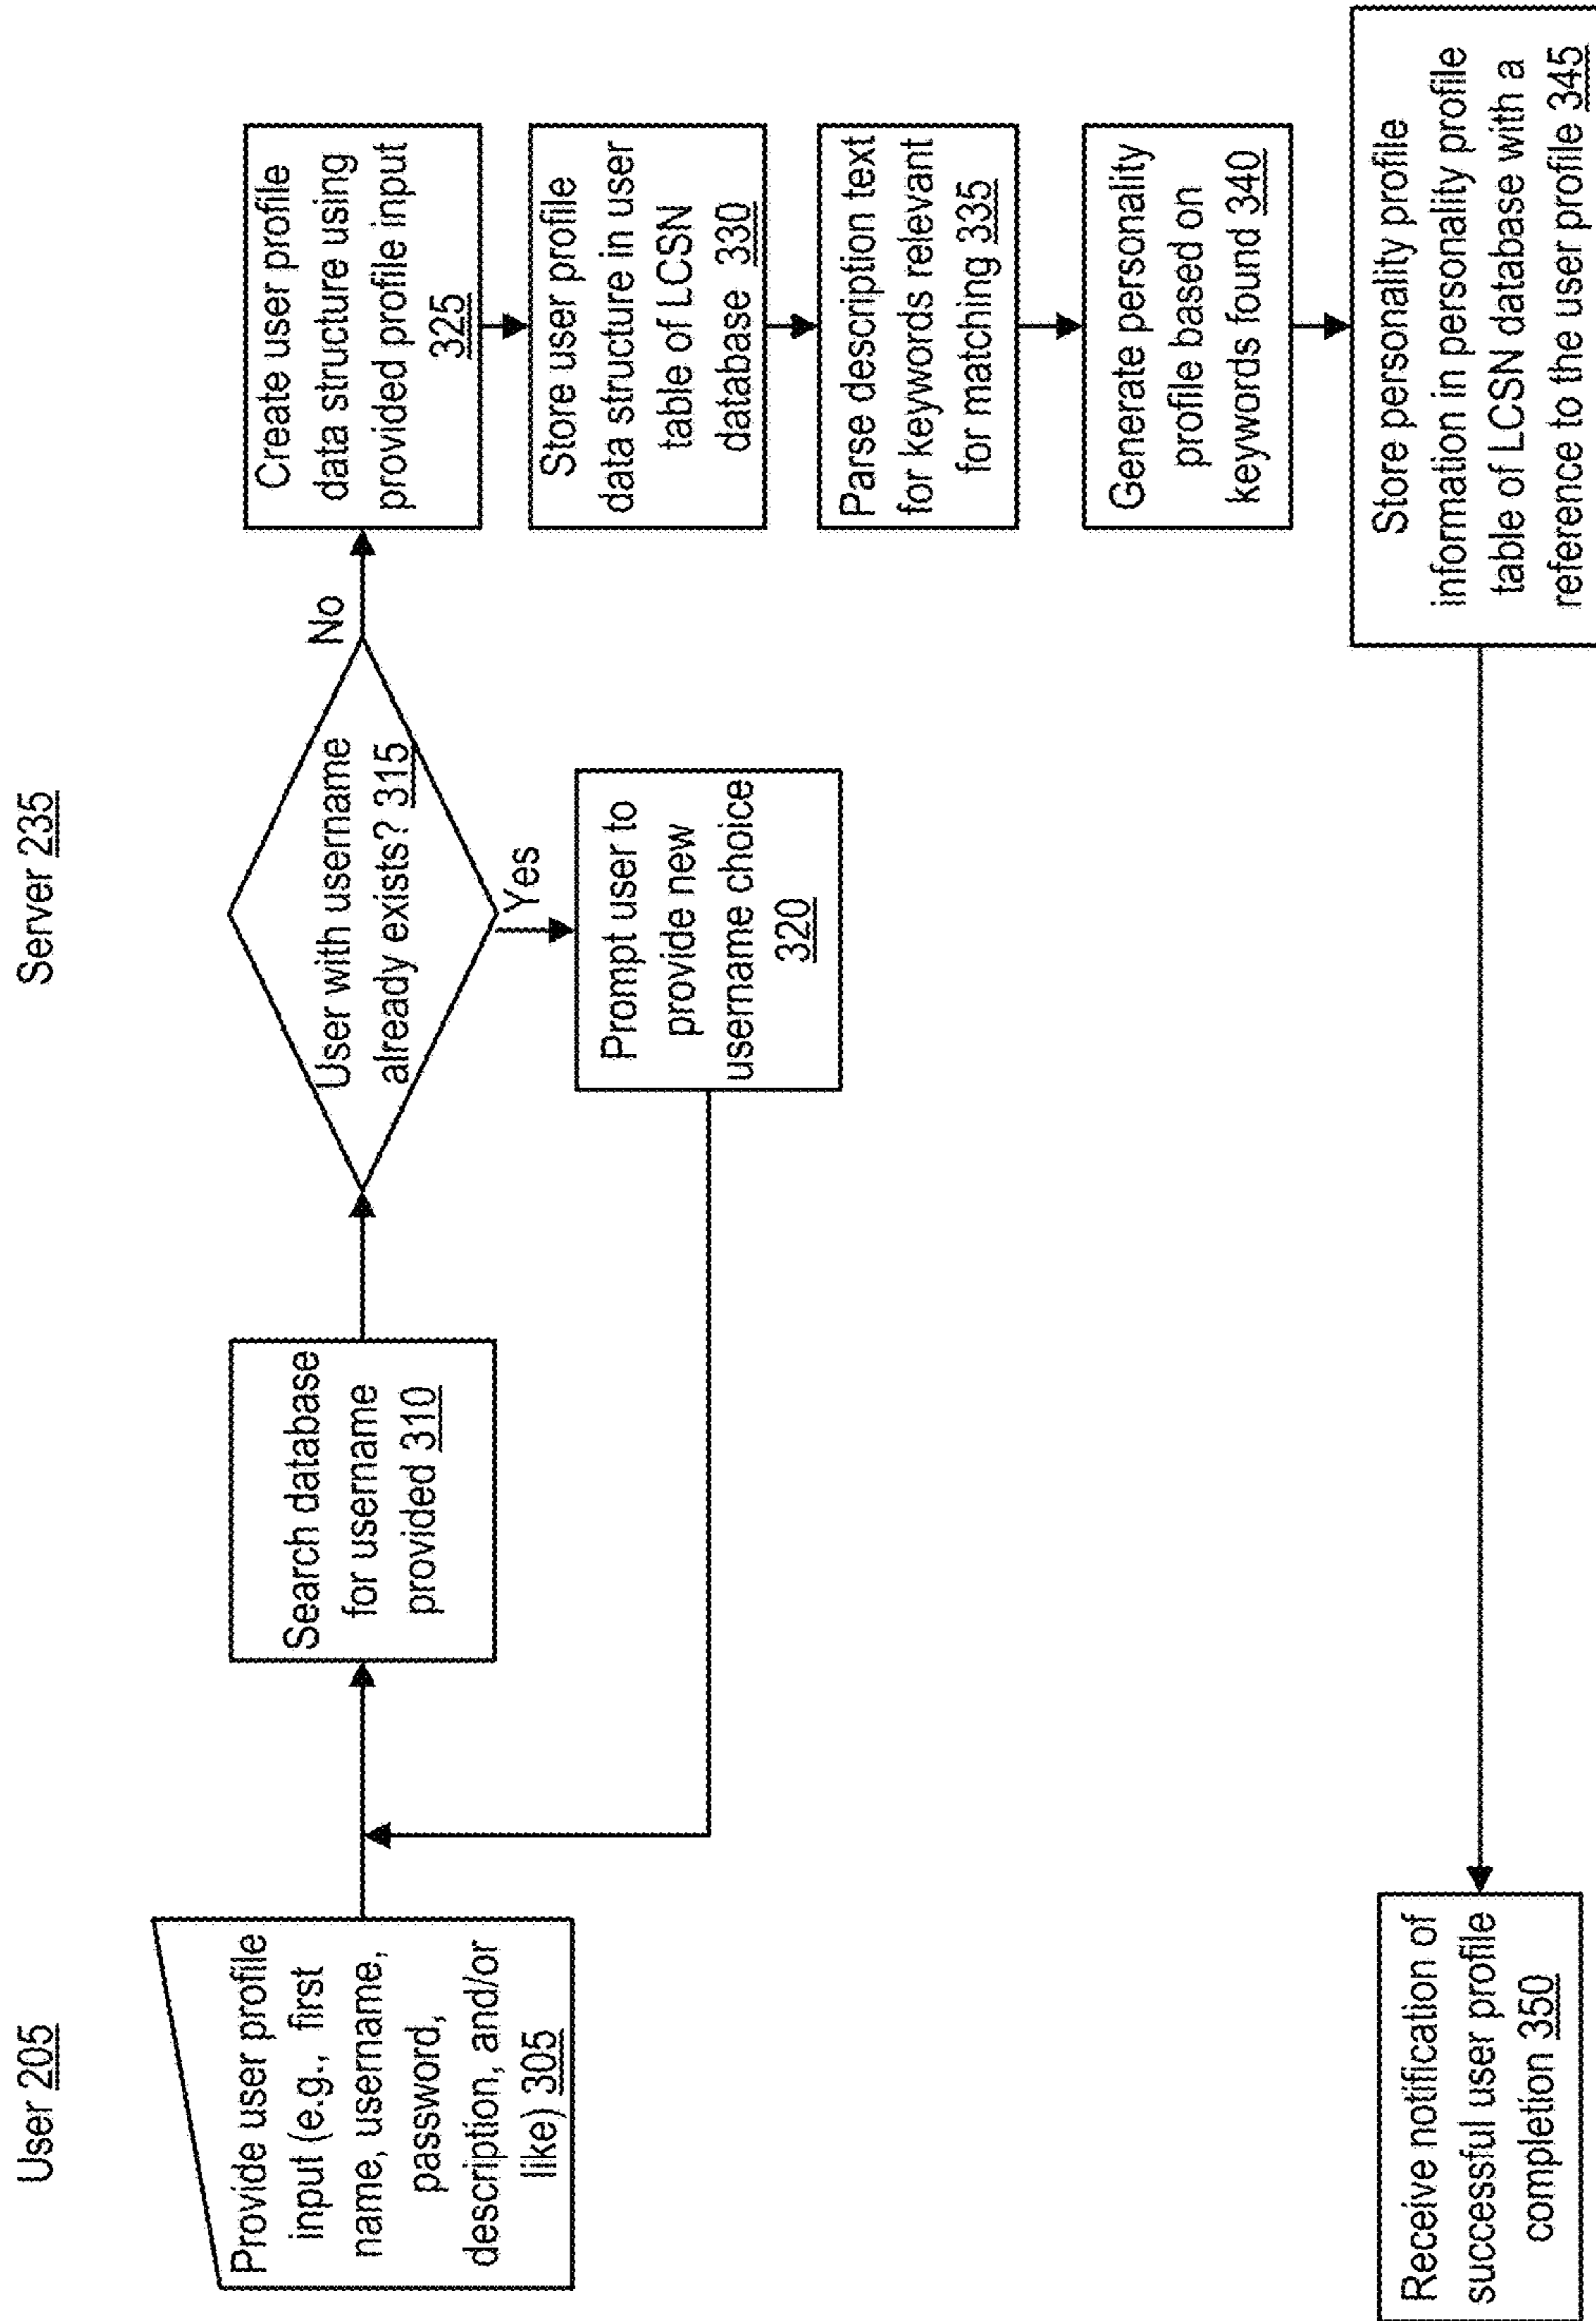 User 205
Server 235
Provide user profile
input (e.g., first
name, username,
password,
description, and/or
like) 305
Search database
for username
provided 310
User with username
already exists? 315
No
Yes
Prompt user to
provide new
username choice
320
Create user profile
data structure using
provided profile input
325
Store user profile
data structure in user
table of LCSN
database 330
Parse description text
for keywords relevant
for matching 335
Generate personality
profile based on
keywords found 340
Store personality profile
information in personality profile
table of LCSN database with a
reference to the user profile 345
Receive notification of
successful user profile
completion 350